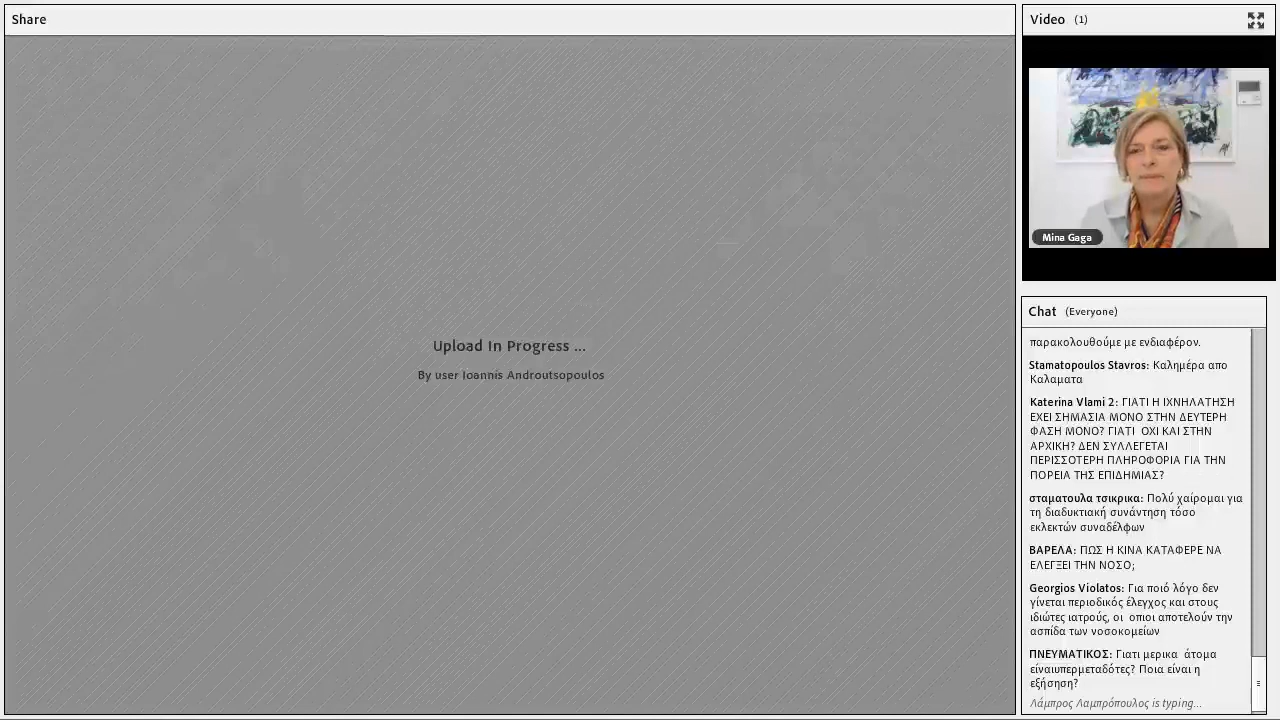 Share
Upload In Progress ...
By user Ioannis Androutsopoulos
Video (1)
Mina Gaga
Chat (Everyone)
παρακολουθούμε με ενδιαφέρον.
Stamatopoulos Stavros: Καλημέρα απο
Καλαματα
Katerina Vlami 2: ΓΙΑΤΙ Η ΙΧΝΗΛΑΤΗΣΗ
ΕΧΕΙ ΣΗΜΑΣΙΑ ΜΟΝΟ ΣΤΗΝ ΔΕΥΤΕΡΗ
ΦΑΣΗ ΜΟΝΟ? ΓΙΑΤΙ ΟΧΙ ΚΑΙ ΣΤΗΝ
ΑΡΧΙΚΗ? ΔΕΝ ΣΥΛΛΕΓΕΤΑΙ
ΠΕΡΙΣΣΟΤΕΡΗ ΠΛΗΡΟΦΟΡΙΑ ΓΙΑ ΤΗΝ
ΠΟΡΕΙΑ ΤΗΣ ΕΠΙΔΗΜΙΑΣ?
σταματουλα τσικρικα: Πολύ χαίρομαι για
τη διαδυκτιακή συνάντηση τόσο
εκλεκτών συναδέλφων
ΒΑΡΕΛΑ: ΠΩΣ Η ΚΙΝΑ ΚΑΤΑΦΕΡΕ ΝΑ
ΕΛΕΓΞΕΙ ΤΗΝ ΝΟΣΟ;
Georgios Violatos: Για ποιό λόγο δεν
γίνεται περιοδικός έλεγχος και στους
ιδιώτες ιατρούς, οι οπιοι αποτελούν την
ασπίδα των νοσοκομείων
ΠΝΕΥΜΑΤΙΚΟΣ: Γιατι μερικα άτομα
είναιυπερμεταδότες? Ποια είναι η
εξήσηση?
Λάμπρος Λαμπρόπουλος is typing...